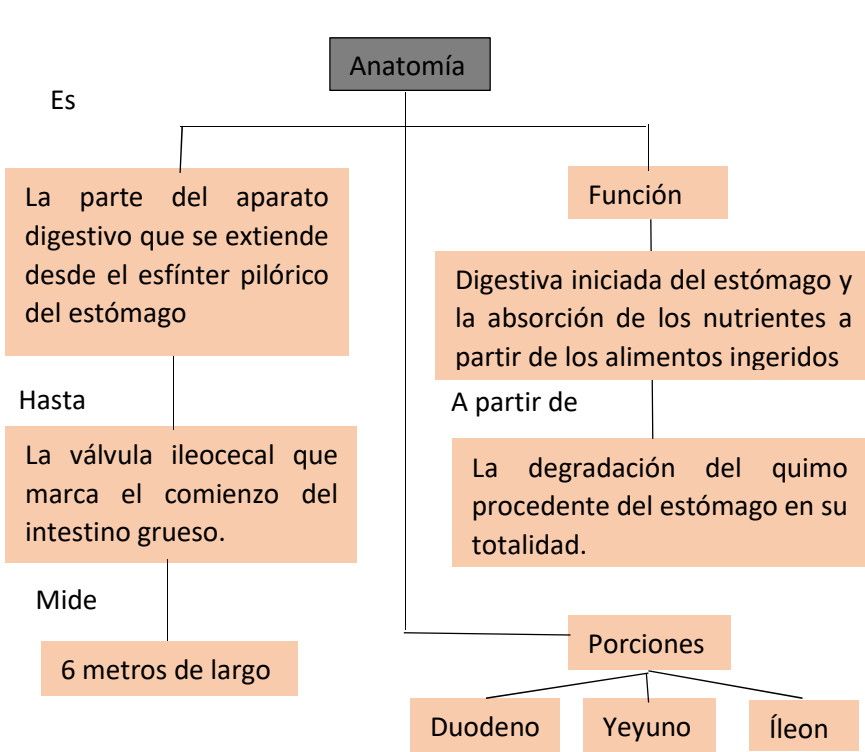 Anatomía
Es
La parte del aparato
digestivo que se extiende
desde el esfínter pilórico
del estómago
Hasta
La válvula ileocecal que
marca el comienzo del
intestino grueso.
Mide
6 metros de largo
Función
Digestiva iniciada del estómago y
la absorción de los nutrientes a
partir de los alimentos ingeridos
A partir de
La degradación del quimo
procedente del estómago en su
totalidad.
Porciones
Duodeno
Yeyuno
Íleon